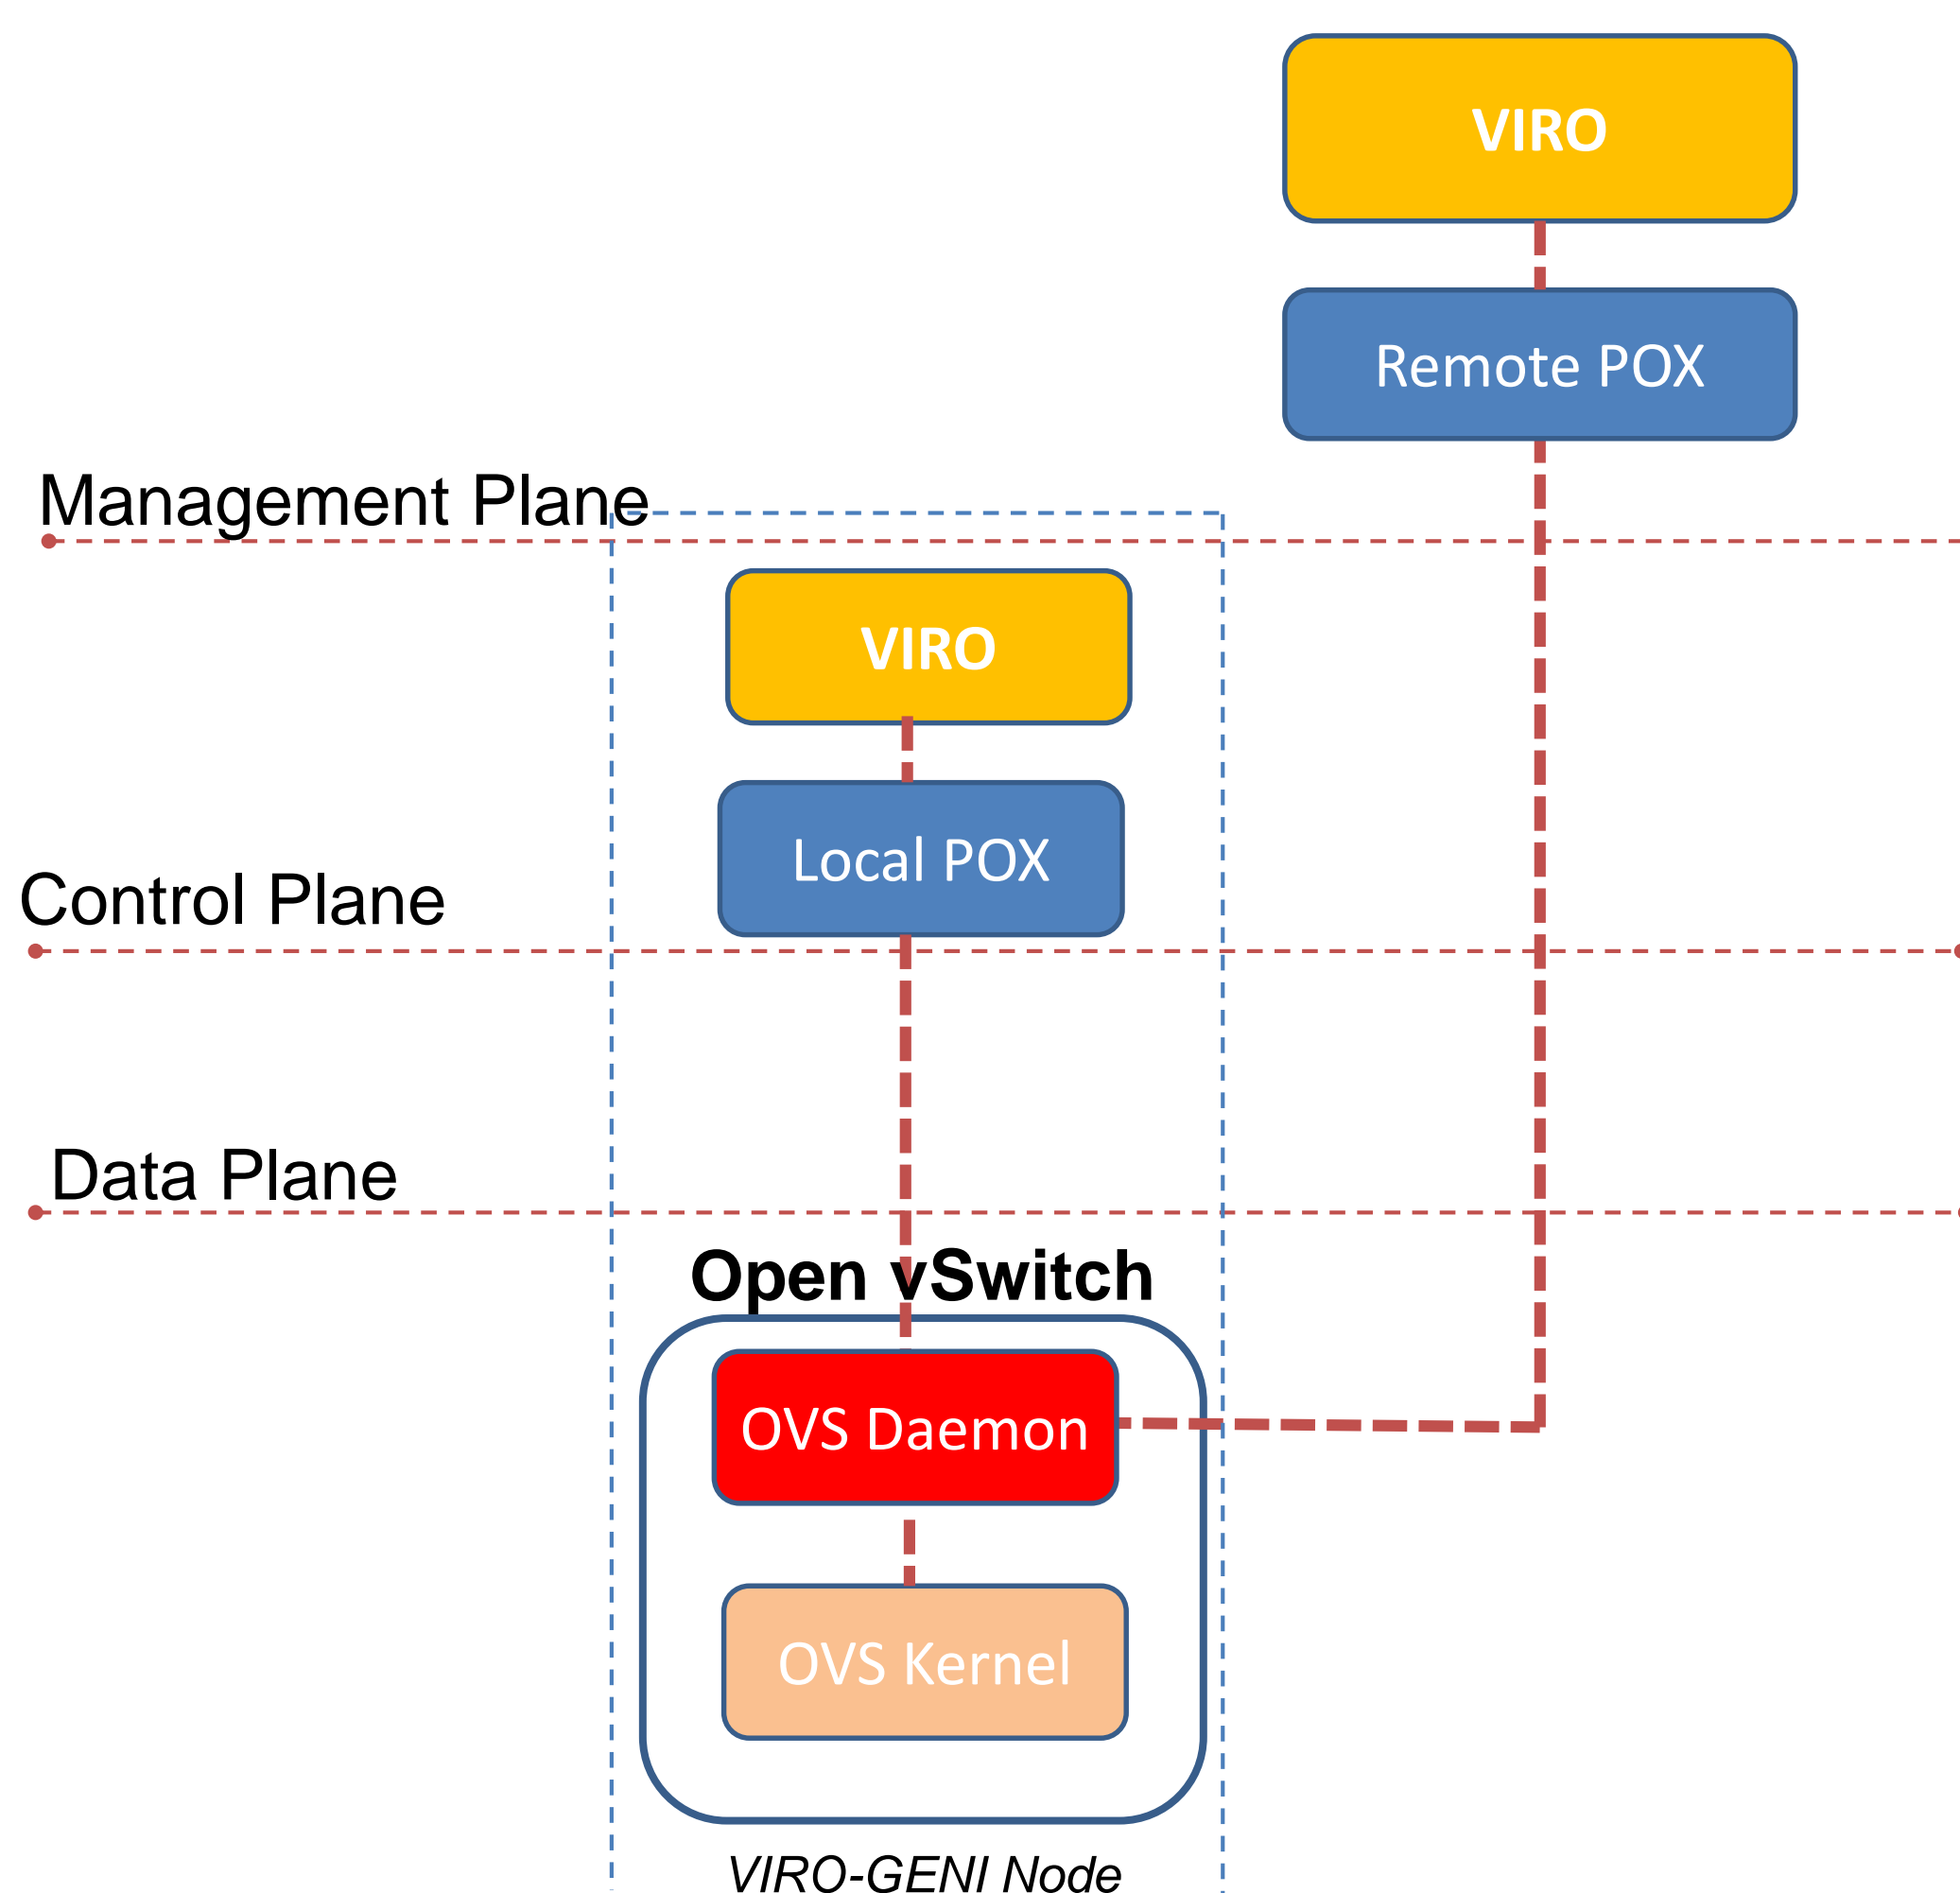 VIRO
Remote POX
Management Plane
VIRO
Local POX
Control Plane
Data Plane
Open vSwitch
OVS Daemon
OVS Kernel
VIRO-GENI Node